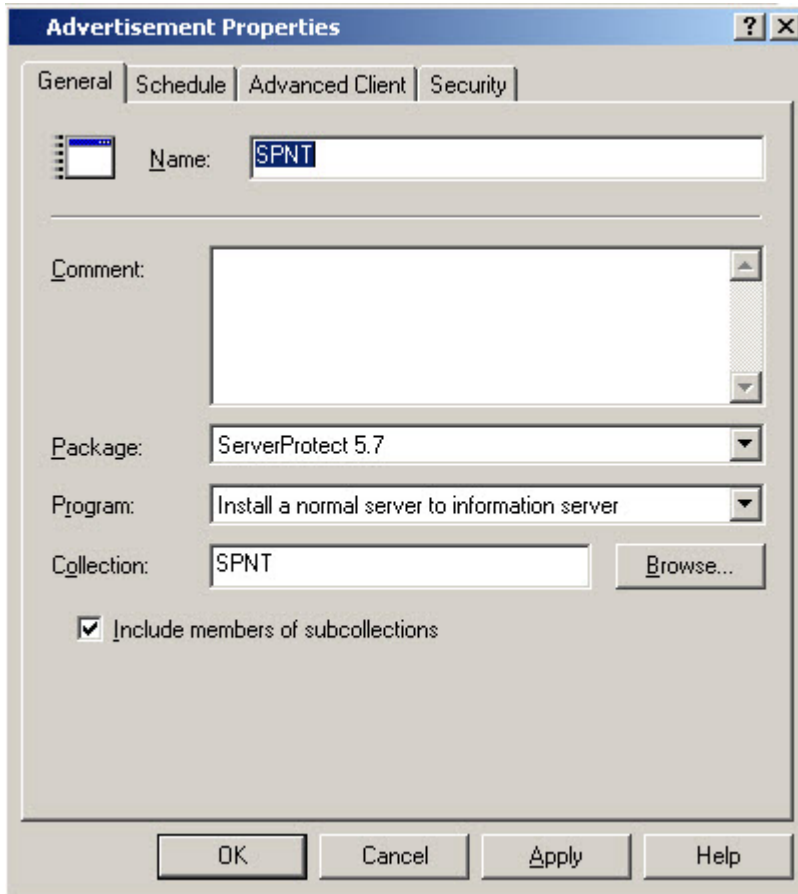 Advertisement Properties
General Schedule Advanced Client Security
Name: SPNT
Comment:
Package: ServerProtect 5.7
Program: Install a normal server to information server
Collection: SPNT Browse...
Include members of subcollections
OK Cancel Apply Help